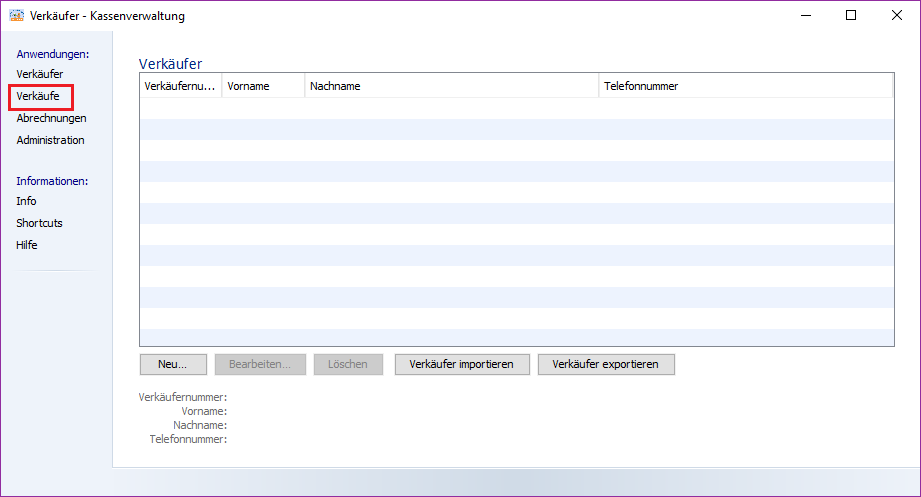 Verkäufer - Kassenverwaltung
Anwendungen:
Verkäufer
Verkäufe
Abrechnungen
Administration
Informationen:
Info
Shortcuts
Hilfe
Verkäufer
Verkäufernu... Vorname Nachname Telefonnummer
Neu... Bearbeiten... Löschen Verkäufer importieren Verkäufer exportieren
Verkäufernummer:
Vorname:
Nachname:
Telefonnummer: